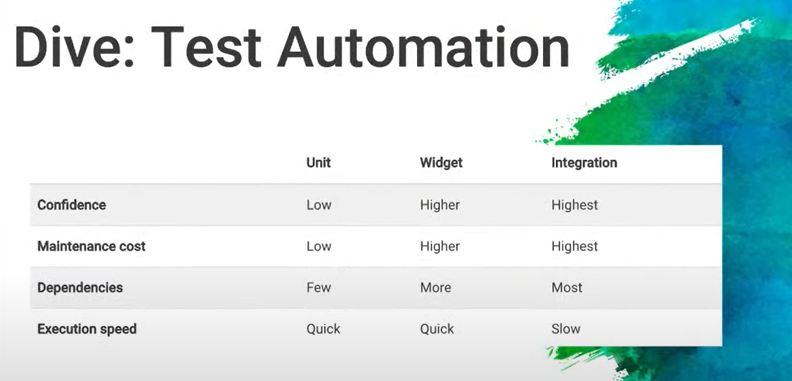 Dive: Test Automation
Unit Widget Integration
Confidence Low Higher Highest
Maintenance cost Low Higher Highest
Dependencies Few More Most
Execution speed Quick Quick Slow